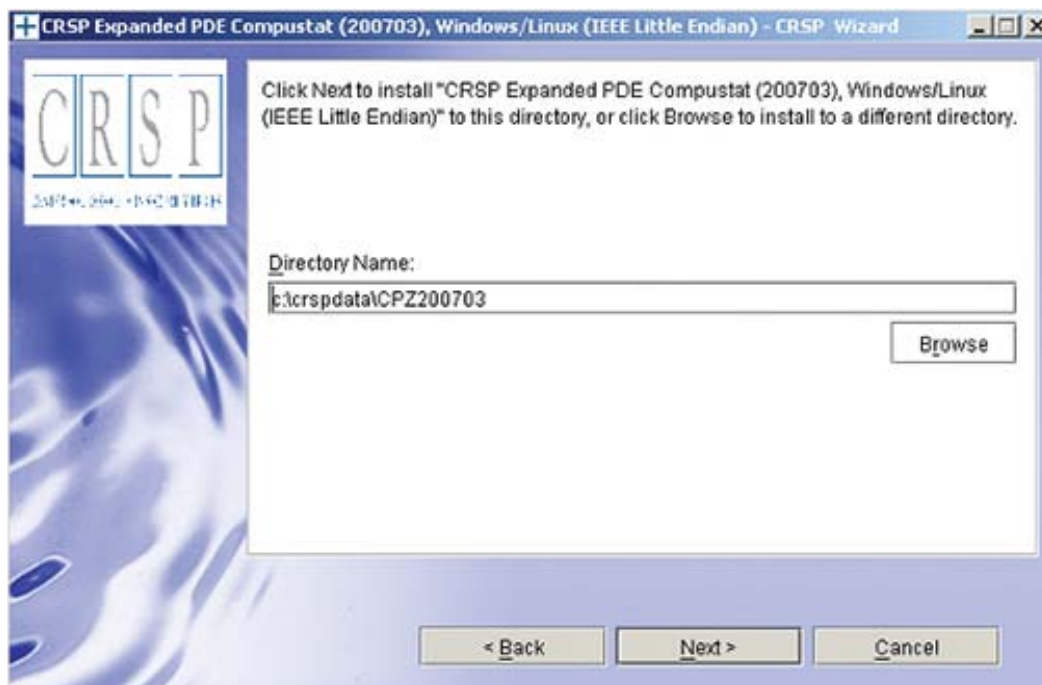 CRSP Expanded PDE Compustat (200703), Windows/Linux (IEEE Little Endian) - CRSP Wizard
CRSP
Click Next to install "CRSP Expanded PDE Compustat (200703), Windows/Linux
(IEEE Little Endian)" to this directory, or click Browse to install to a different directory.
Directory Name:
c:\crspdata\CPZ200703
Browse
< Back
Next >
Cancel